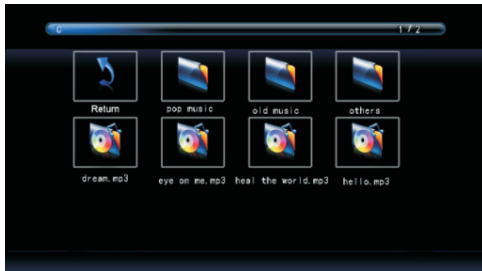 C 1 / 2
Return pop music old music others
dream.mp3 eye on me.mp3 heal the world.mp3 hello.mp3